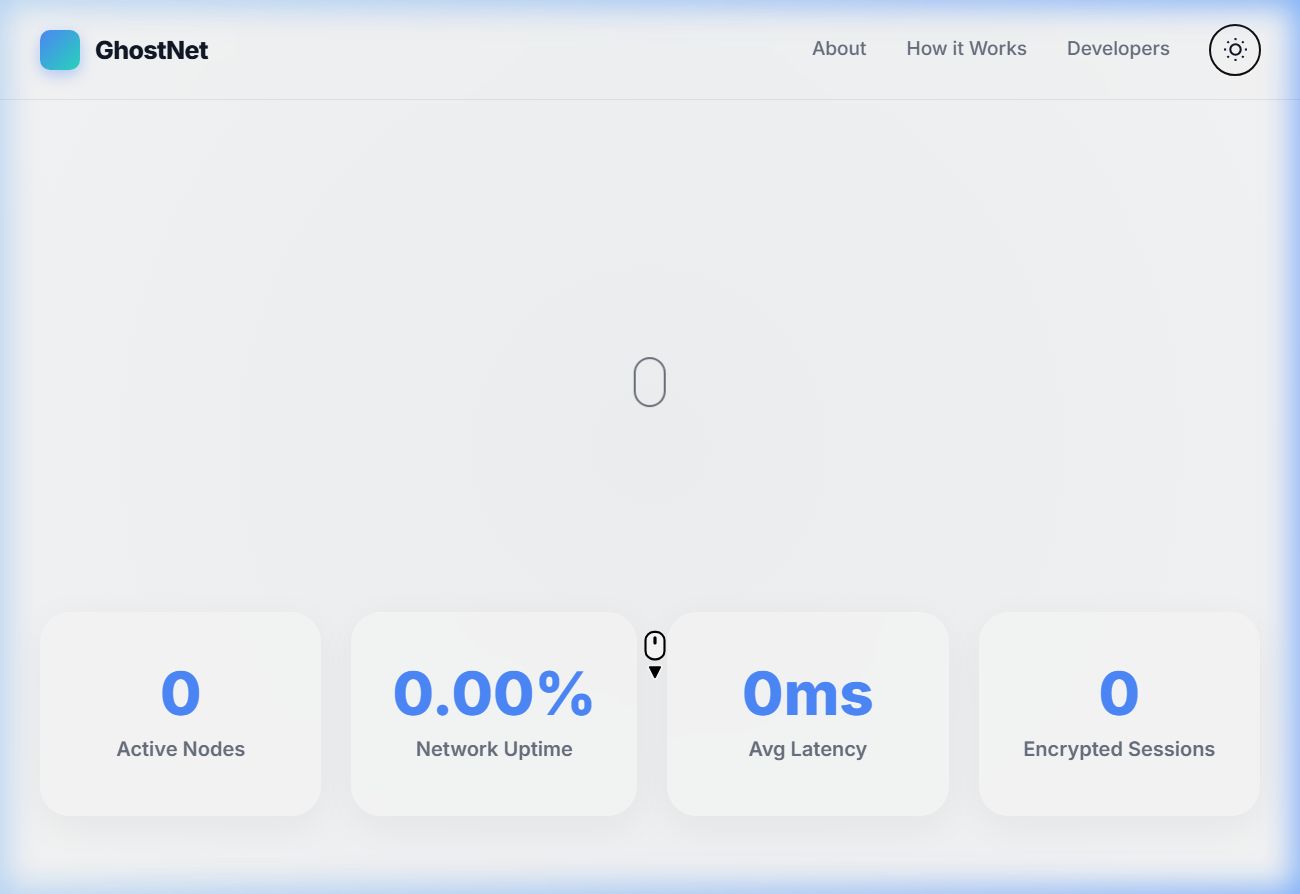 GhostNet
About
How it Works
Developers
0
Active Nodes
0.00%
Network Uptime
0ms
Avg Latency
0
Encrypted Sessions